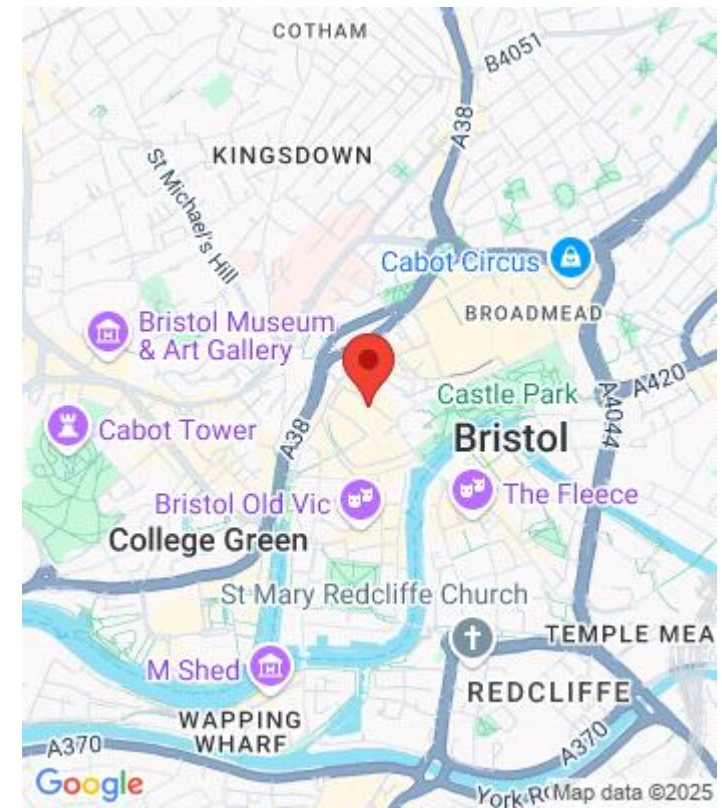 COTHAM
B4051
A38
KINGSDOWN
St Michael's Hill
Cabot Circus
BROADMEAD
Bristol Museum
& Art Gallery
Castle Park
A420
A4044
Cabot Tower
A38
Bristol
Bristol Old Vic
The Fleece
College Green
St Mary Redcliffe Church
TEMPLE MEA
M Shed
REDCLIFFE
WAPPING
WHARF
A370
A370
Google
York R
Map data ©2025